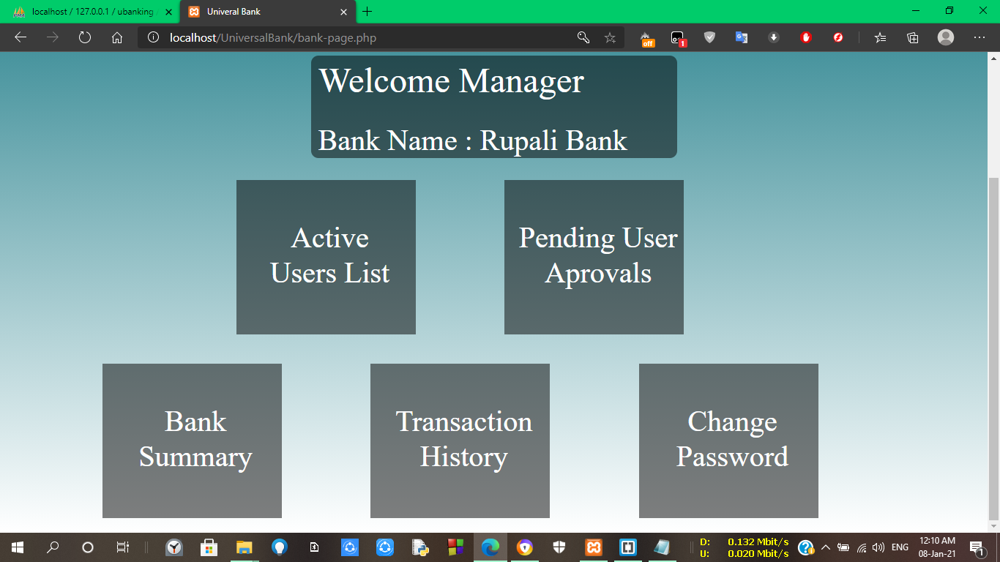 localhost / 127.0.0.1 / ubanking
Univeral Bank
localhost/UniversalBank/bank-page.php
off
1
Welcome Manager
Bank Name : Rupali Bank
Active
Users List
Pending User
Aprovals
Bank
Summary
Transaction
History
Change
Password
D: 0.132 Mbit/s
U: 0.020 Mbit/s
ENG
12:10 AM
08-Jan-21
1